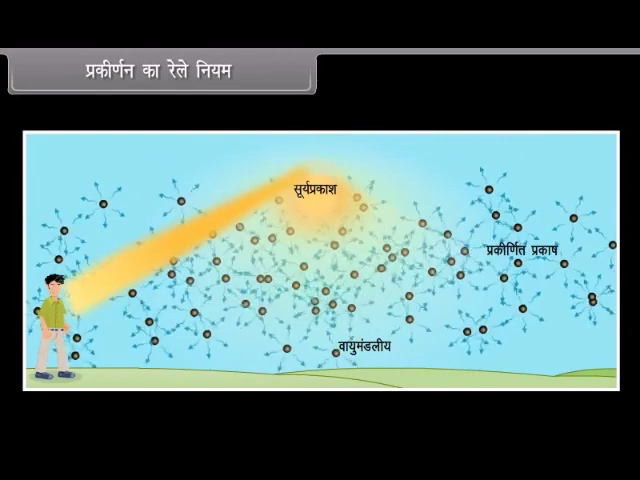 प्रकीर्णन का रेले नियम
सूर्यप्रकाश
प्रकीर्णित प्रकाष
वायुमंडलीय